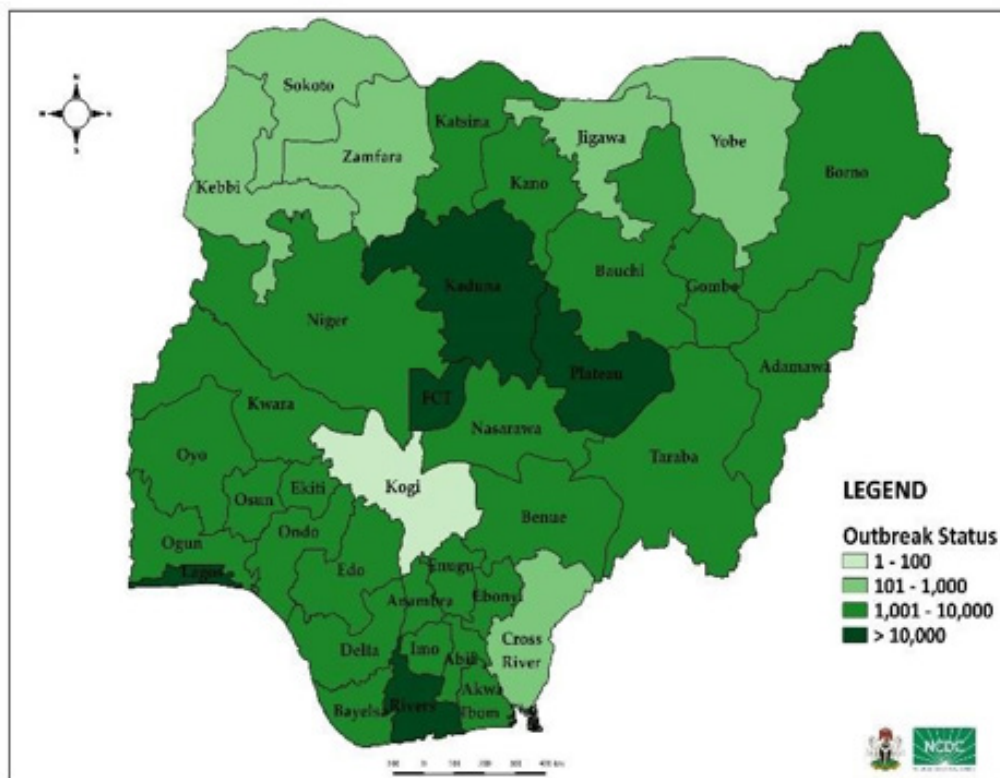 N
Sokoto
Katsina
Jigawa
Yobe
Zamfara
Borno
Kebbi
Kano
Bauchi
Kaduna
Gombe
Niger
Plateau
Adamawa
FCT
Kwara
Nasarawa
Oyo
Taraba
Kogi
Ekiti
Osun
Benue
Ondo
Ogun
Edo
Enugu
Lagos
Anambra
Ebonyi
Cross
River
Delta
Imo
Abia
Akwa
Ibom
Rivers
Bayelsa
LEGEND
Outbreak Status
1 - 100
101 - 1,000
1,001 - 10,000
> 10,000
NCDC